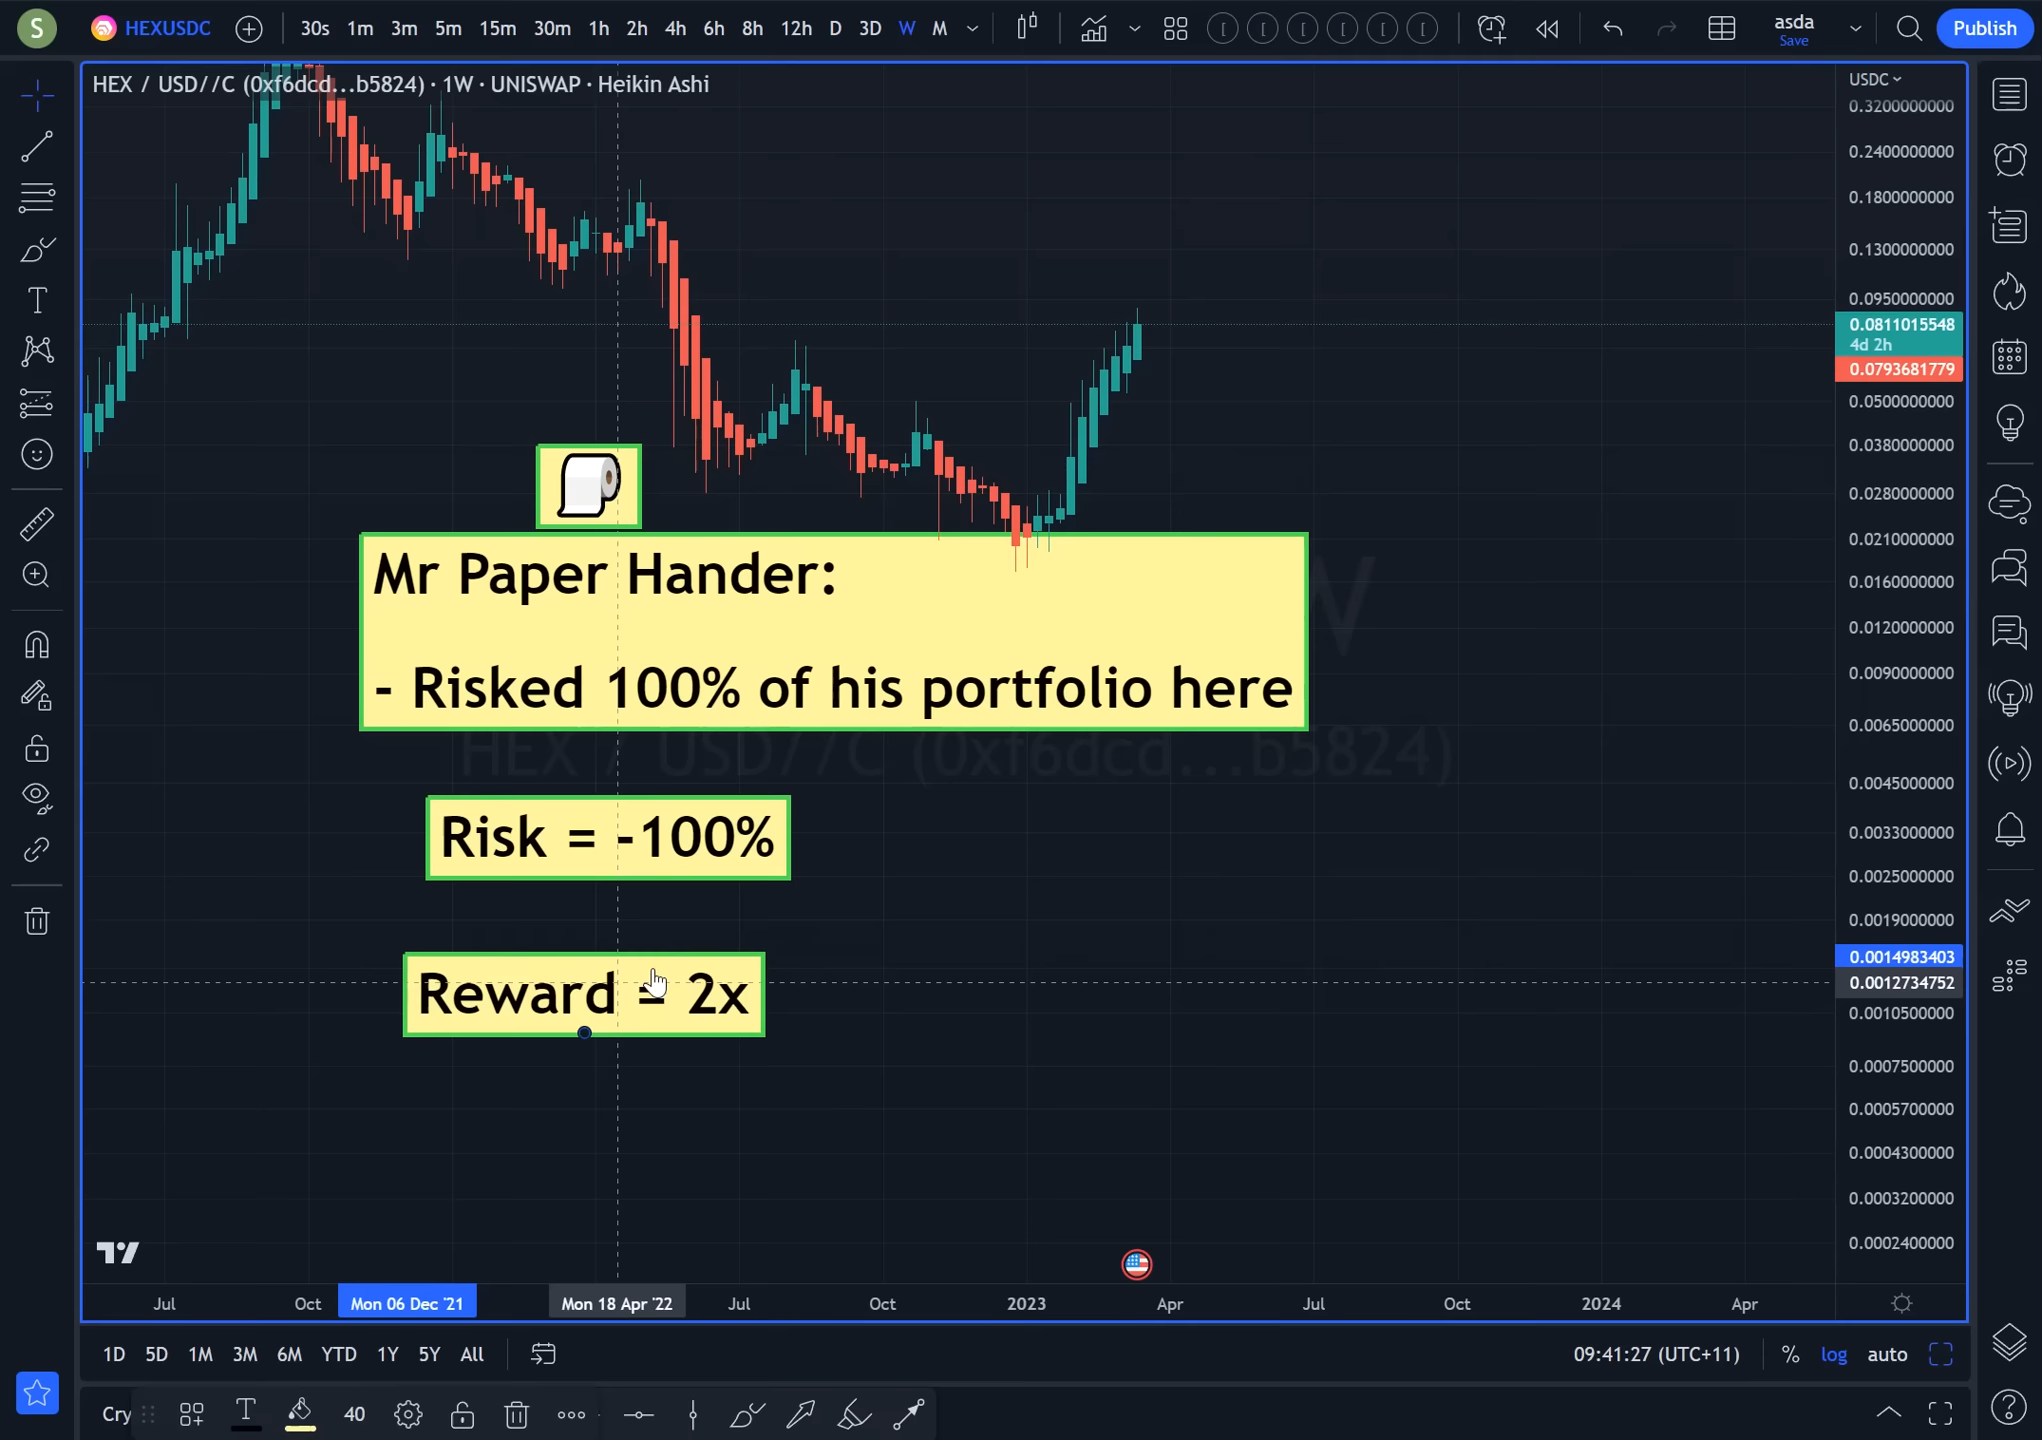 S
HEXUSDC
30s 1m 3m 5m 15m 30m 1h 2h 4h 6h 8h 12h D 3D W M
asda
Save
Publish
HEX / USD//C (0xf6dcd...b5824) · 1W · UNISWAP · Heikin Ashi
USDC
0.3200000000
0.2400000000
0.1800000000
0.1300000000
0.0950000000
0.0811015548
4d 2h
0.0793681779
0.0500000000
0.0380000000
0.0280000000
0.0210000000
0.0160000000
0.0120000000
0.0090000000
0.0065000000
0.0045000000
0.0033000000
0.0025000000
0.0019000000
0.0014983403
0.0012734752
0.0010500000
0.0007500000
0.0005700000
0.0004300000
0.0003200000
0.0002400000
Mr Paper Hander:
- Risked 100% of his portfolio here
HEX / USD//C (0xf6dcd...b5824)
Risk = -100%
Reward = 2x
Jul Oct Mon 06 Dec '21 Mon 18 Apr '22 Jul Oct 2023 Apr Jul Oct 2024 Apr
1D 5D 1M 3M 6M YTD 1Y 5Y All
09:41:27 (UTC+11) % log auto
Cry
T
40